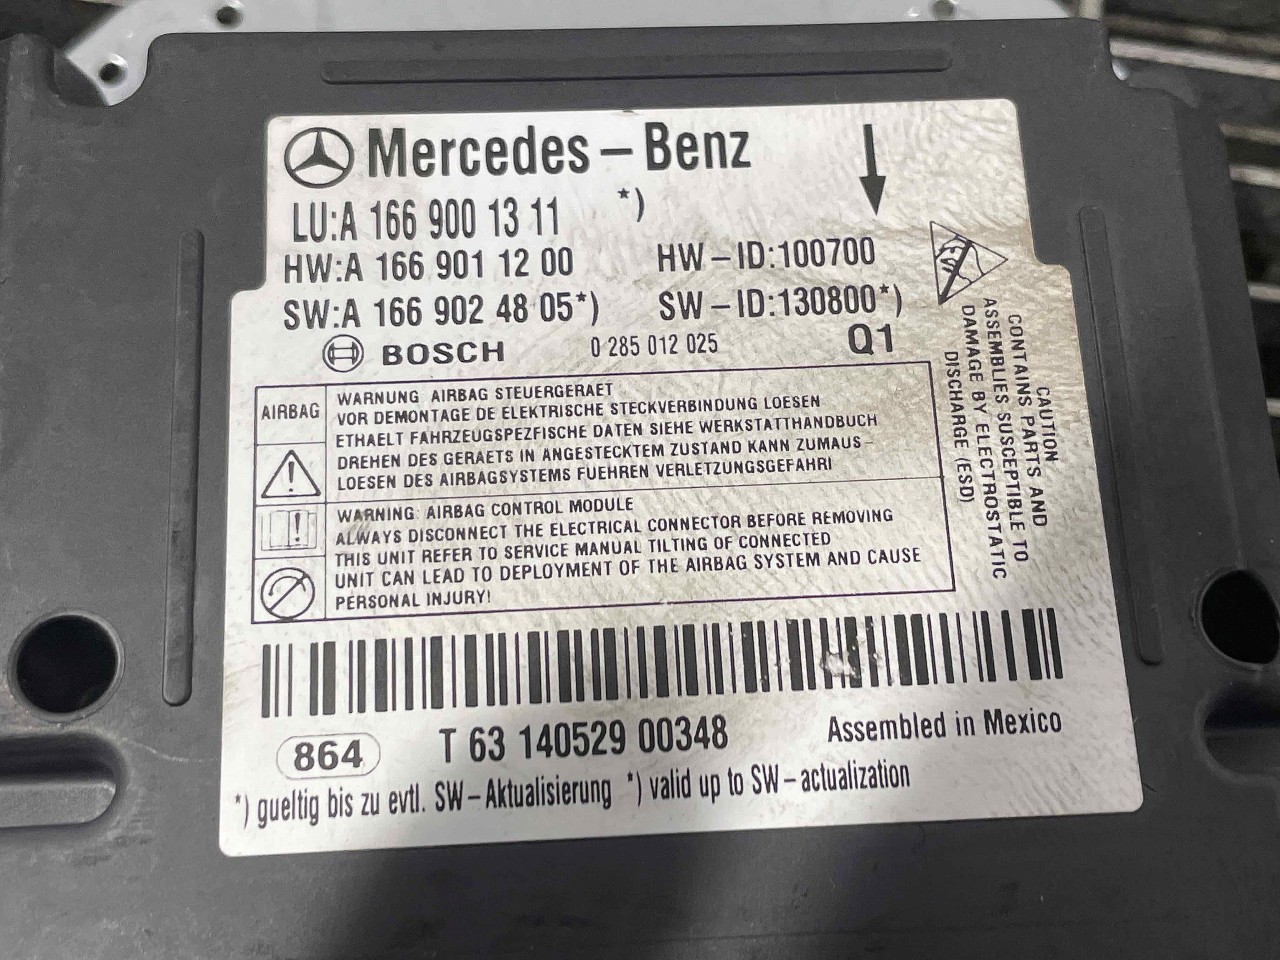 Mercedes-Benz
LU:A 166 900 13 11 *)
HW:A 166 901 12 00 HW-ID:100700
SW:A 166 902 48 05*) SW-ID:130800*)
BOSCH 0 285 012 025 Q1
AIRBAG
WARNUNG AIRBAG STEUERGERAET
VOR DEMONTAGE DE ELEKTRISCHE STECKVERBINDUNG LOESEN
ETHAELT FAHRZEUGSPEZFISCHE DATEN SIEHE WERKSTATTHANDBUCH
DREHEN DES GERAETS IN ANGESTECKTEM ZUSTAND KANN ZUMAUS-
LOESEN DES AIRBAGSYSTEMS FUEHREN VERLETZUNGSGEFAHR!
WARNING: AIRBAG CONTROL MODULE
ALWAYS DISCONNECT THE ELECTRICAL CONNECTOR BEFORE REMOVING
THIS UNIT REFER TO SERVICE MANUAL TILTING OF CONNECTED
UNIT CAN LEAD TO DEPLOYMENT OF THE AIRBAG SYSTEM AND CAUSE
PERSONAL INJURY!
CAUTION
CONTAINS PARTS AND
ASSEMBLIES SUSCEPTIBLE TO
DAMAGE BY ELECTROSTATIC
DISCHARGE (ESD)
864 T 63 140529 00348 Assembled in Mexico
*) gueltig bis zu evtl. SW-Aktualisierung *) valid up to SW-actualization